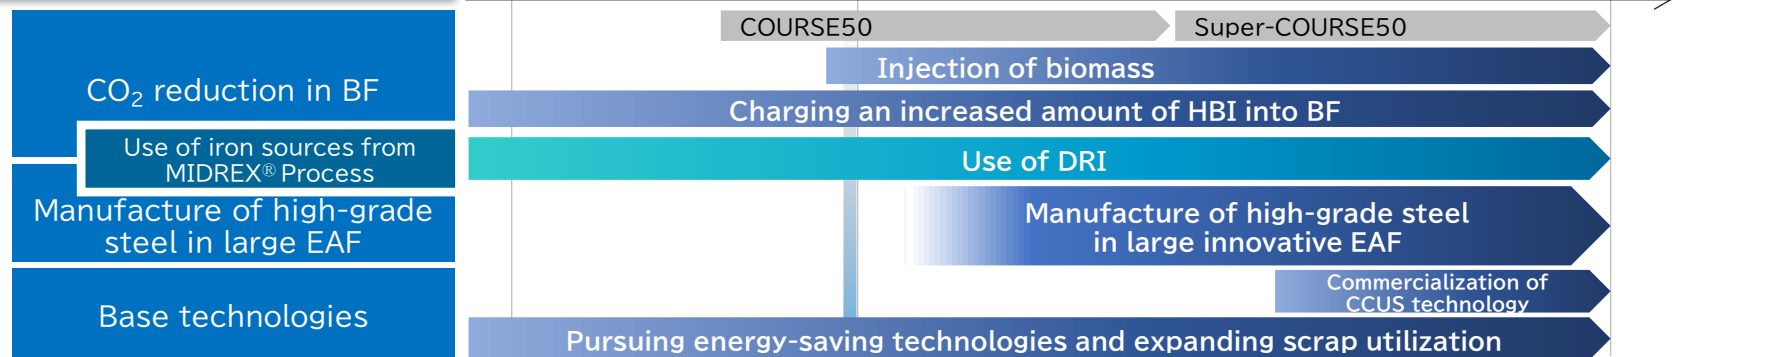 COURSE50
Super-COURSE50
CO₂ reduction in BF
Injection of biomass
Charging an increased amount of HBI into BF
Use of iron sources from
MIDREX® Process
Use of DRI
Manufacture of high-grade
steel in large EAF
Manufacture of high-grade steel
in large innovative EAF
Base technologies
Commercialization of
CCUS technology
Pursuing energy-saving technologies and expanding scrap utilization